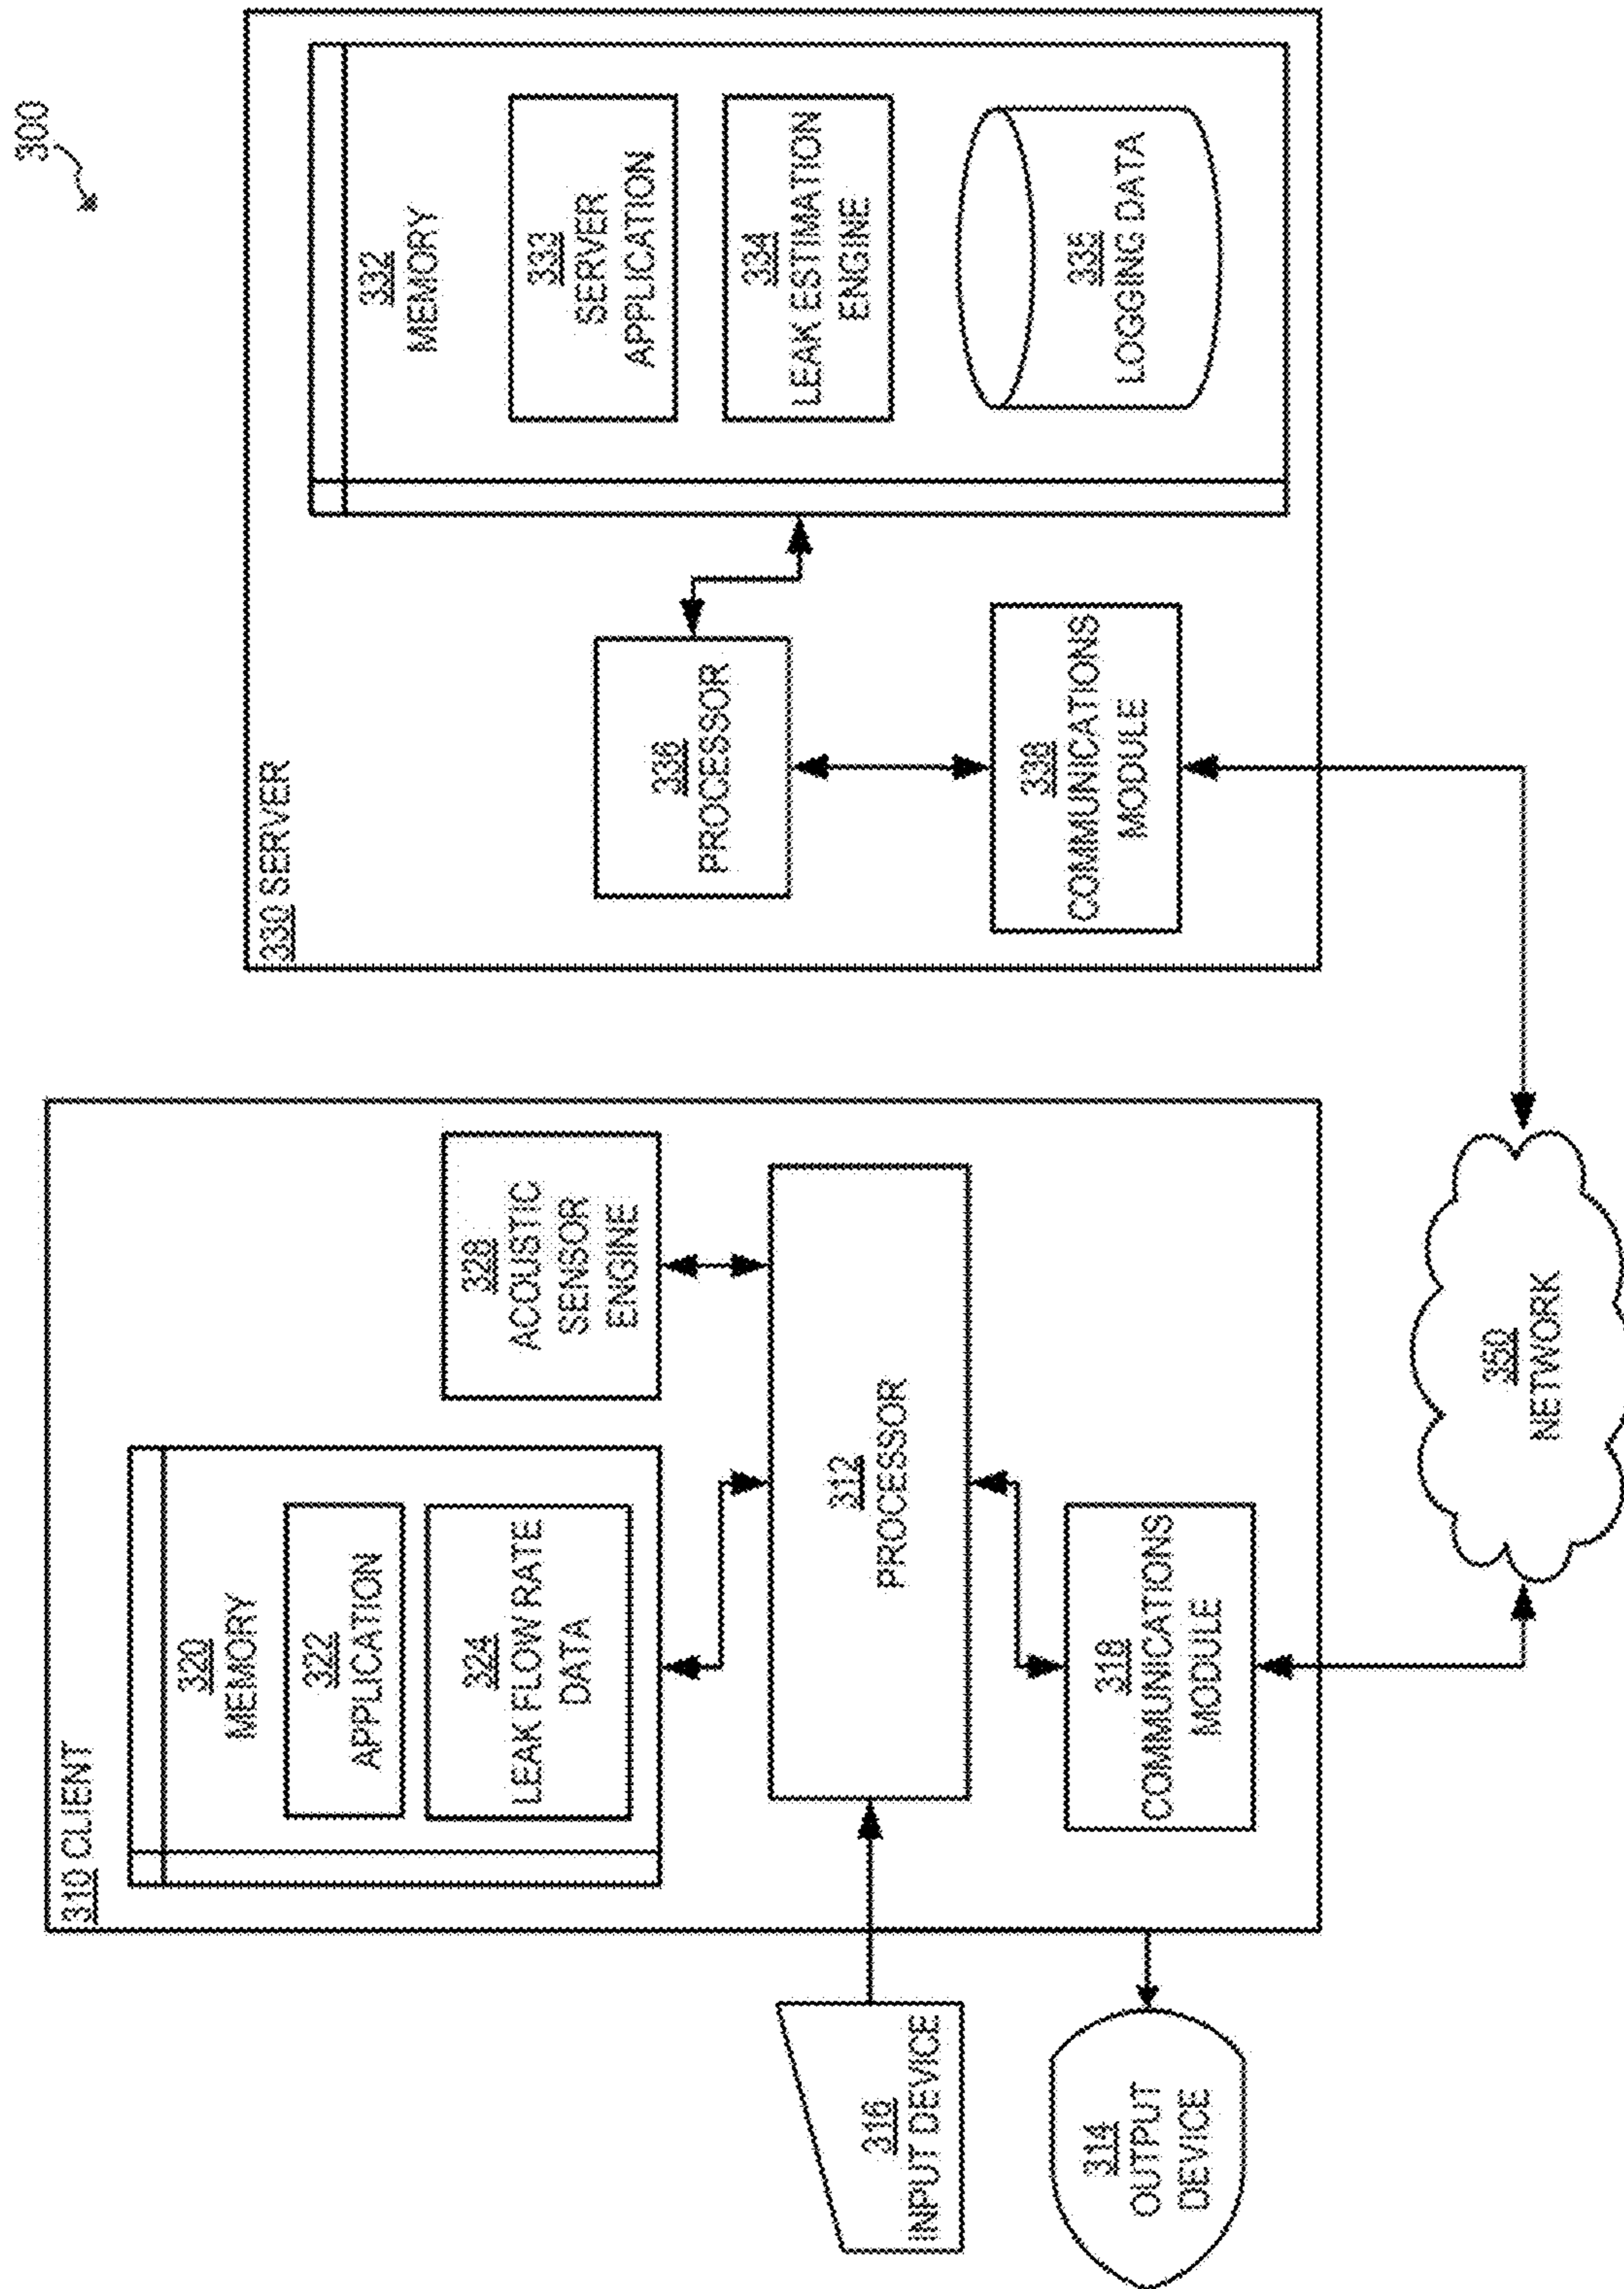 300
310 CLIENT
320
MEMORY
322
APPLICATION
324
LEAK FLOW RATE
DATA
328
ACOUSTIC
SENSOR
ENGINE
312
PROCESSOR
316
INPUT DEVICE
314
OUTPUT
DEVICE
318
COMMUNICATIONS
MODULE
350
NETWORK
330 SERVER
332
MEMORY
333
SERVER
APPLICATION
334
LEAK ESTIMATION
ENGINE
335
LOGGING DATA
336
PROCESSOR
338
COMMUNICATIONS
MODULE